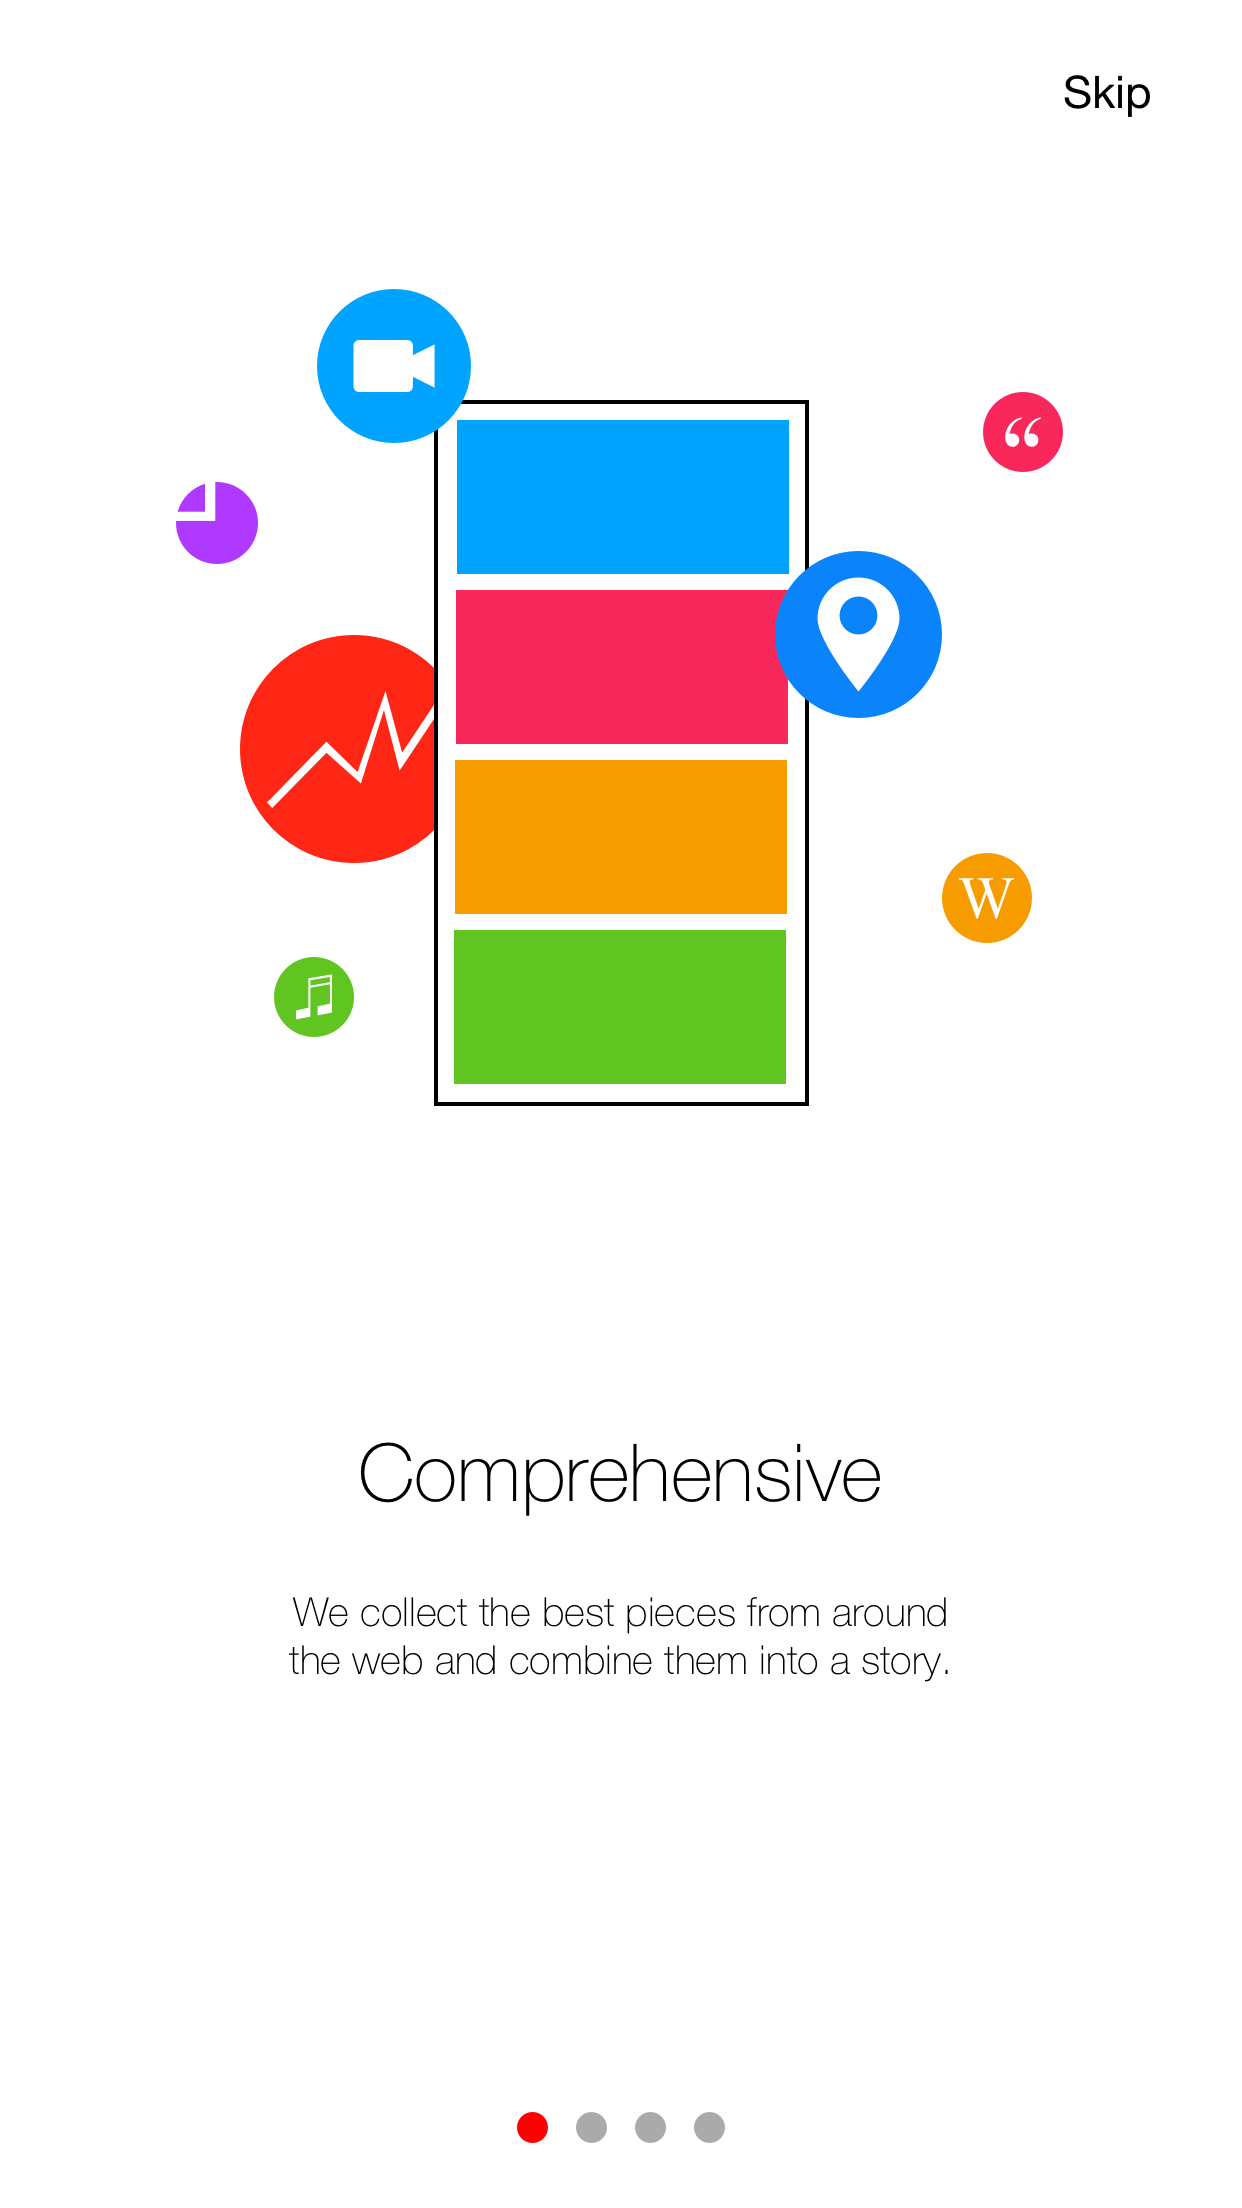 Skip
“
W
Comprehensive
We collect the best pieces from around
the web and combine them into a story.